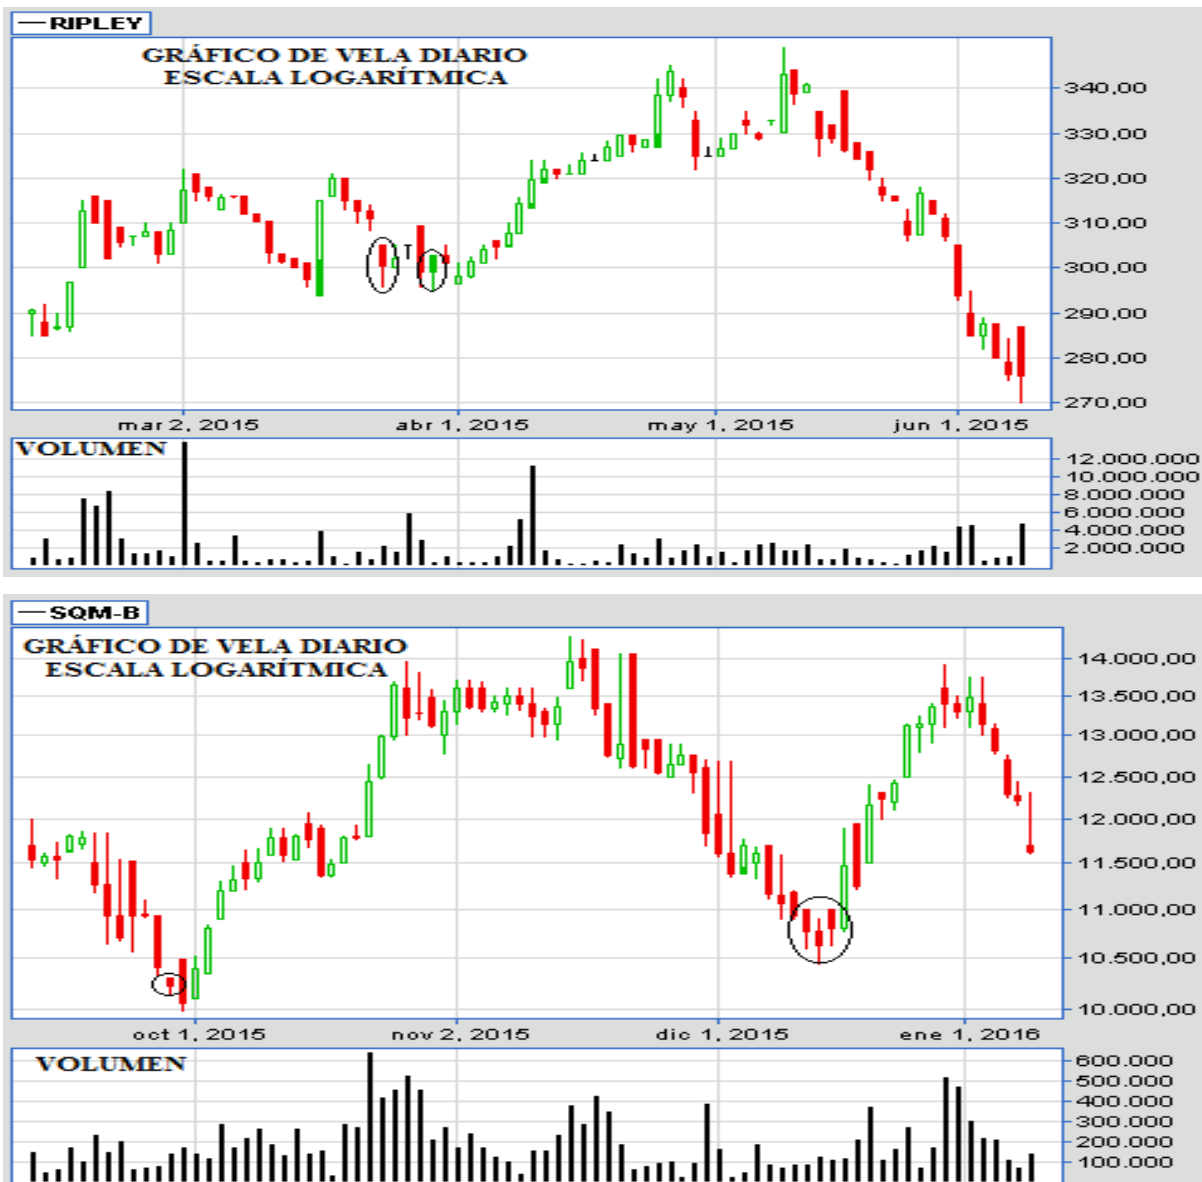 RIPLEY
GRÁFICO DE VELA DIARIO
ESCALA LOGARÍTMICA
340,00
330,00
320,00
310,00
300,00
290,00
280,00
270,00
mar 2, 2015
abr 1, 2015
may 1, 2015
jun 1, 2015
VOLUMEN
12.000.000
10.000.000
8.000.000
6.000.000
4.000.000
2.000.000
SQM-B
GRÁFICO DE VELA DIARIO
ESCALA LOGARÍTMICA
14.000,00
13.500,00
13.000,00
12.500,00
12.000,00
11.500,00
11.000,00
10.500,00
10.000,00
oct 1, 2015
nov 2, 2015
dic 1, 2015
ene 1, 2016
VOLUMEN
600.000
500.000
400.000
300.000
200.000
100.000